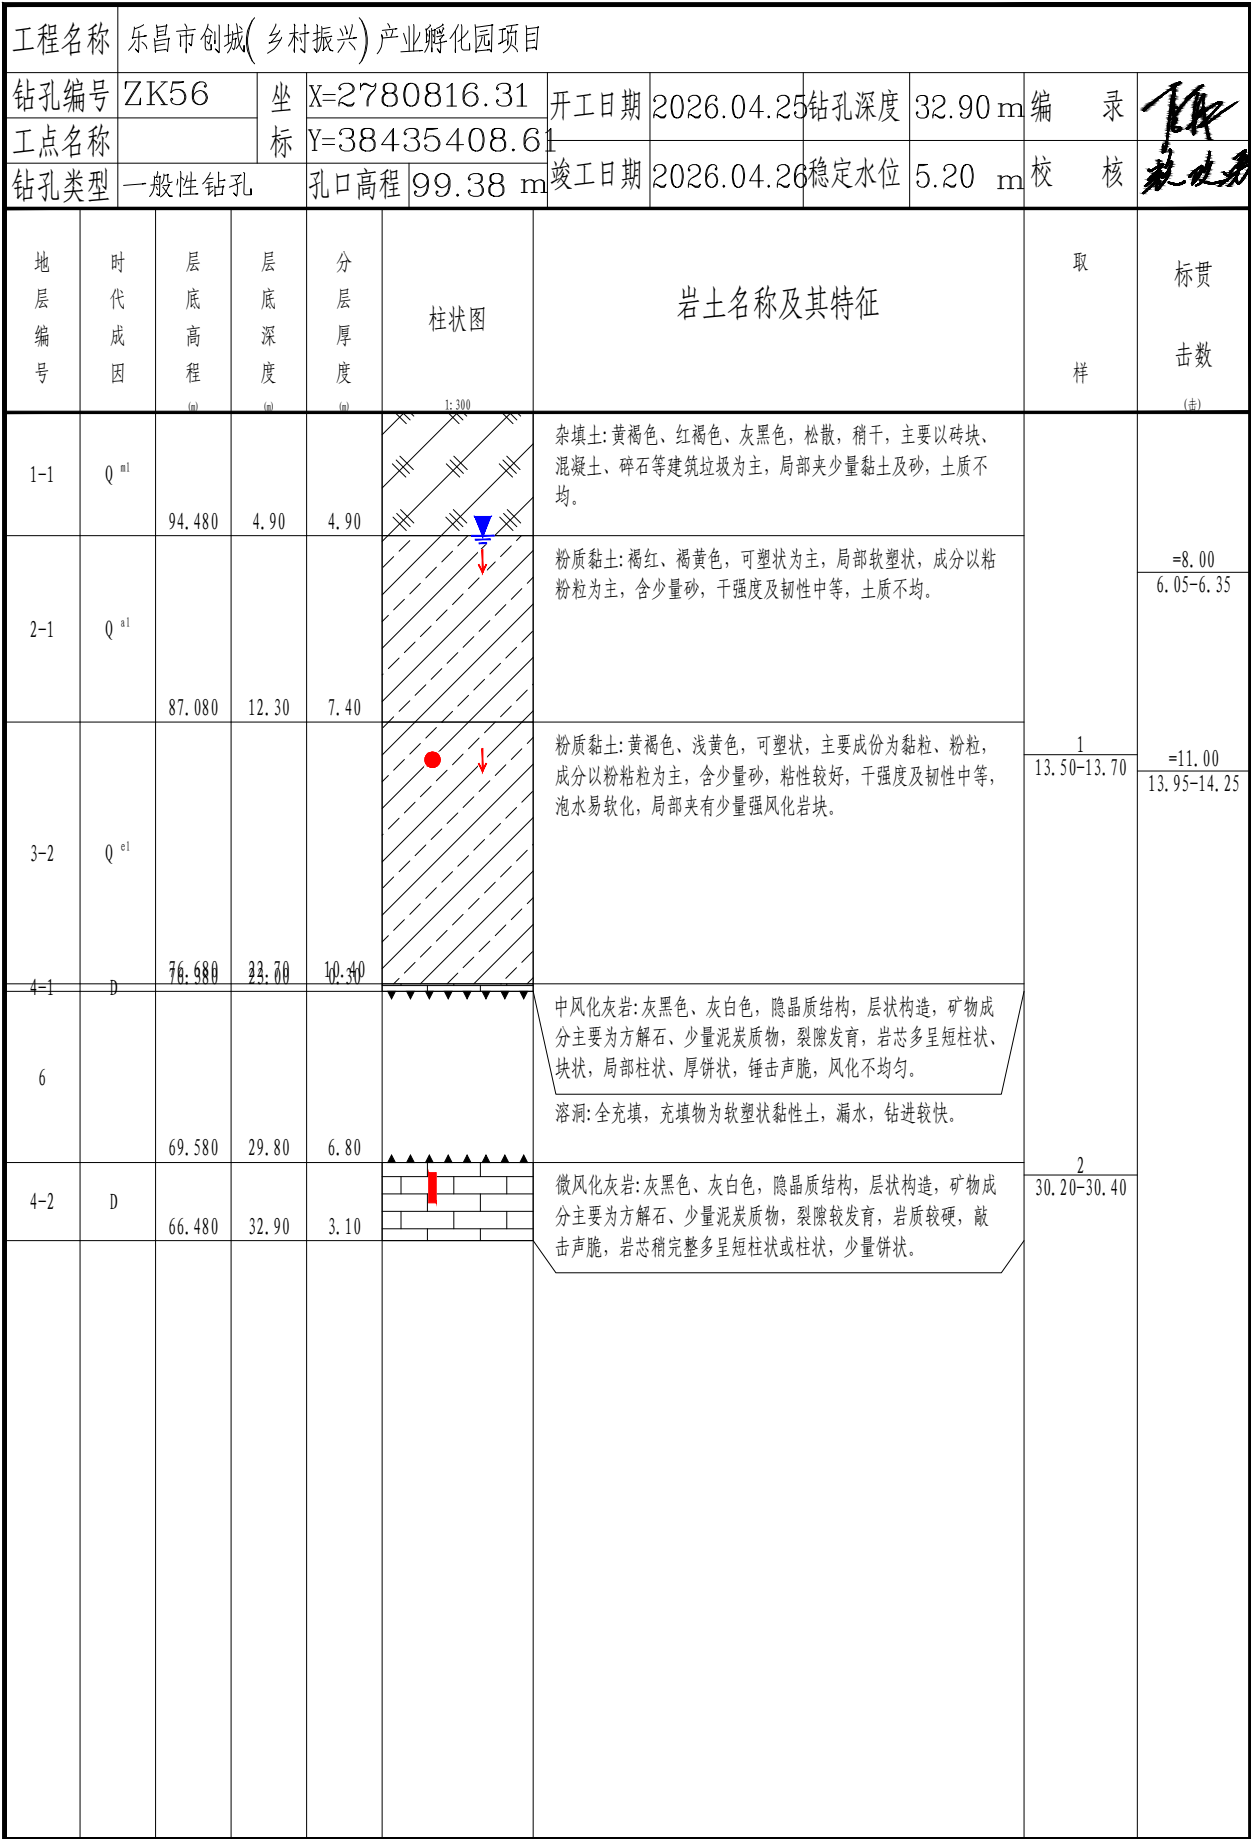 工程名称 乐昌市创城(乡村振兴)产业孵化园项目
钻孔编号 ZK56 坐标 X=2780816.31 开工日期 2026.04.25 钻孔深度 32.90 m 编 录
工点名称 Y=38435408.61
钻孔类型 一般性钻孔 孔口高程 99.38 m 竣工日期 2026.04.26 稳定水位 5.20 m 校 核
地层编号 时代成因 层底高程(m) 层底深度(m) 分层厚度(m) 柱状图 1:300 岩土名称及其特征 取样 标贯击数(击)
杂填土:黄褐色、红褐色、灰黑色，松散，稍干，主要以砖块、
混凝土、碎石等建筑垃圾为主，局部夹少量黏土及砂，土质不
均。
1-1 Q ml
94.480 4.90 4.90
粉质黏土:褐红、褐黄色，可塑状为主，局部软塑状，成分以粘
粉粒为主，含少量砂，干强度及韧性中等，土质不均。
=8.00
6.05-6.35
2-1 Q al
87.080 12.30 7.40
粉质黏土:黄褐色、浅黄色，可塑状，主要成份为黏粒、粉粒，
成分以粉粘粒为主，含少量砂，粘性较好，干强度及韧性中等，
泡水易软化，局部夹有少量强风化岩块。
1
13.50-13.70
=11.00
13.95-14.25
3-2 Q el
76.680 22.70 10.40
4-1 D 76.380 23.00 0.30
中风化灰岩:灰黑色、灰白色，隐晶质结构，层状构造，矿物成
分主要为方解石、少量泥炭质物，裂隙发育，岩芯多呈短柱状、
块状，局部柱状、厚饼状，锤击声脆，风化不均匀。
6
溶洞:全充填，充填物为软塑状黏性土，漏水，钻进较快。
69.580 29.80 6.80
微风化灰岩:灰黑色、灰白色，隐晶质结构，层状构造，矿物成
分主要为方解石、少量泥炭质物，裂隙较发育，岩质较硬，敲
击声脆，岩芯稍完整多呈短柱状或柱状，少量饼状。
2
30.20-30.40
4-2 D
66.480 32.90 3.10